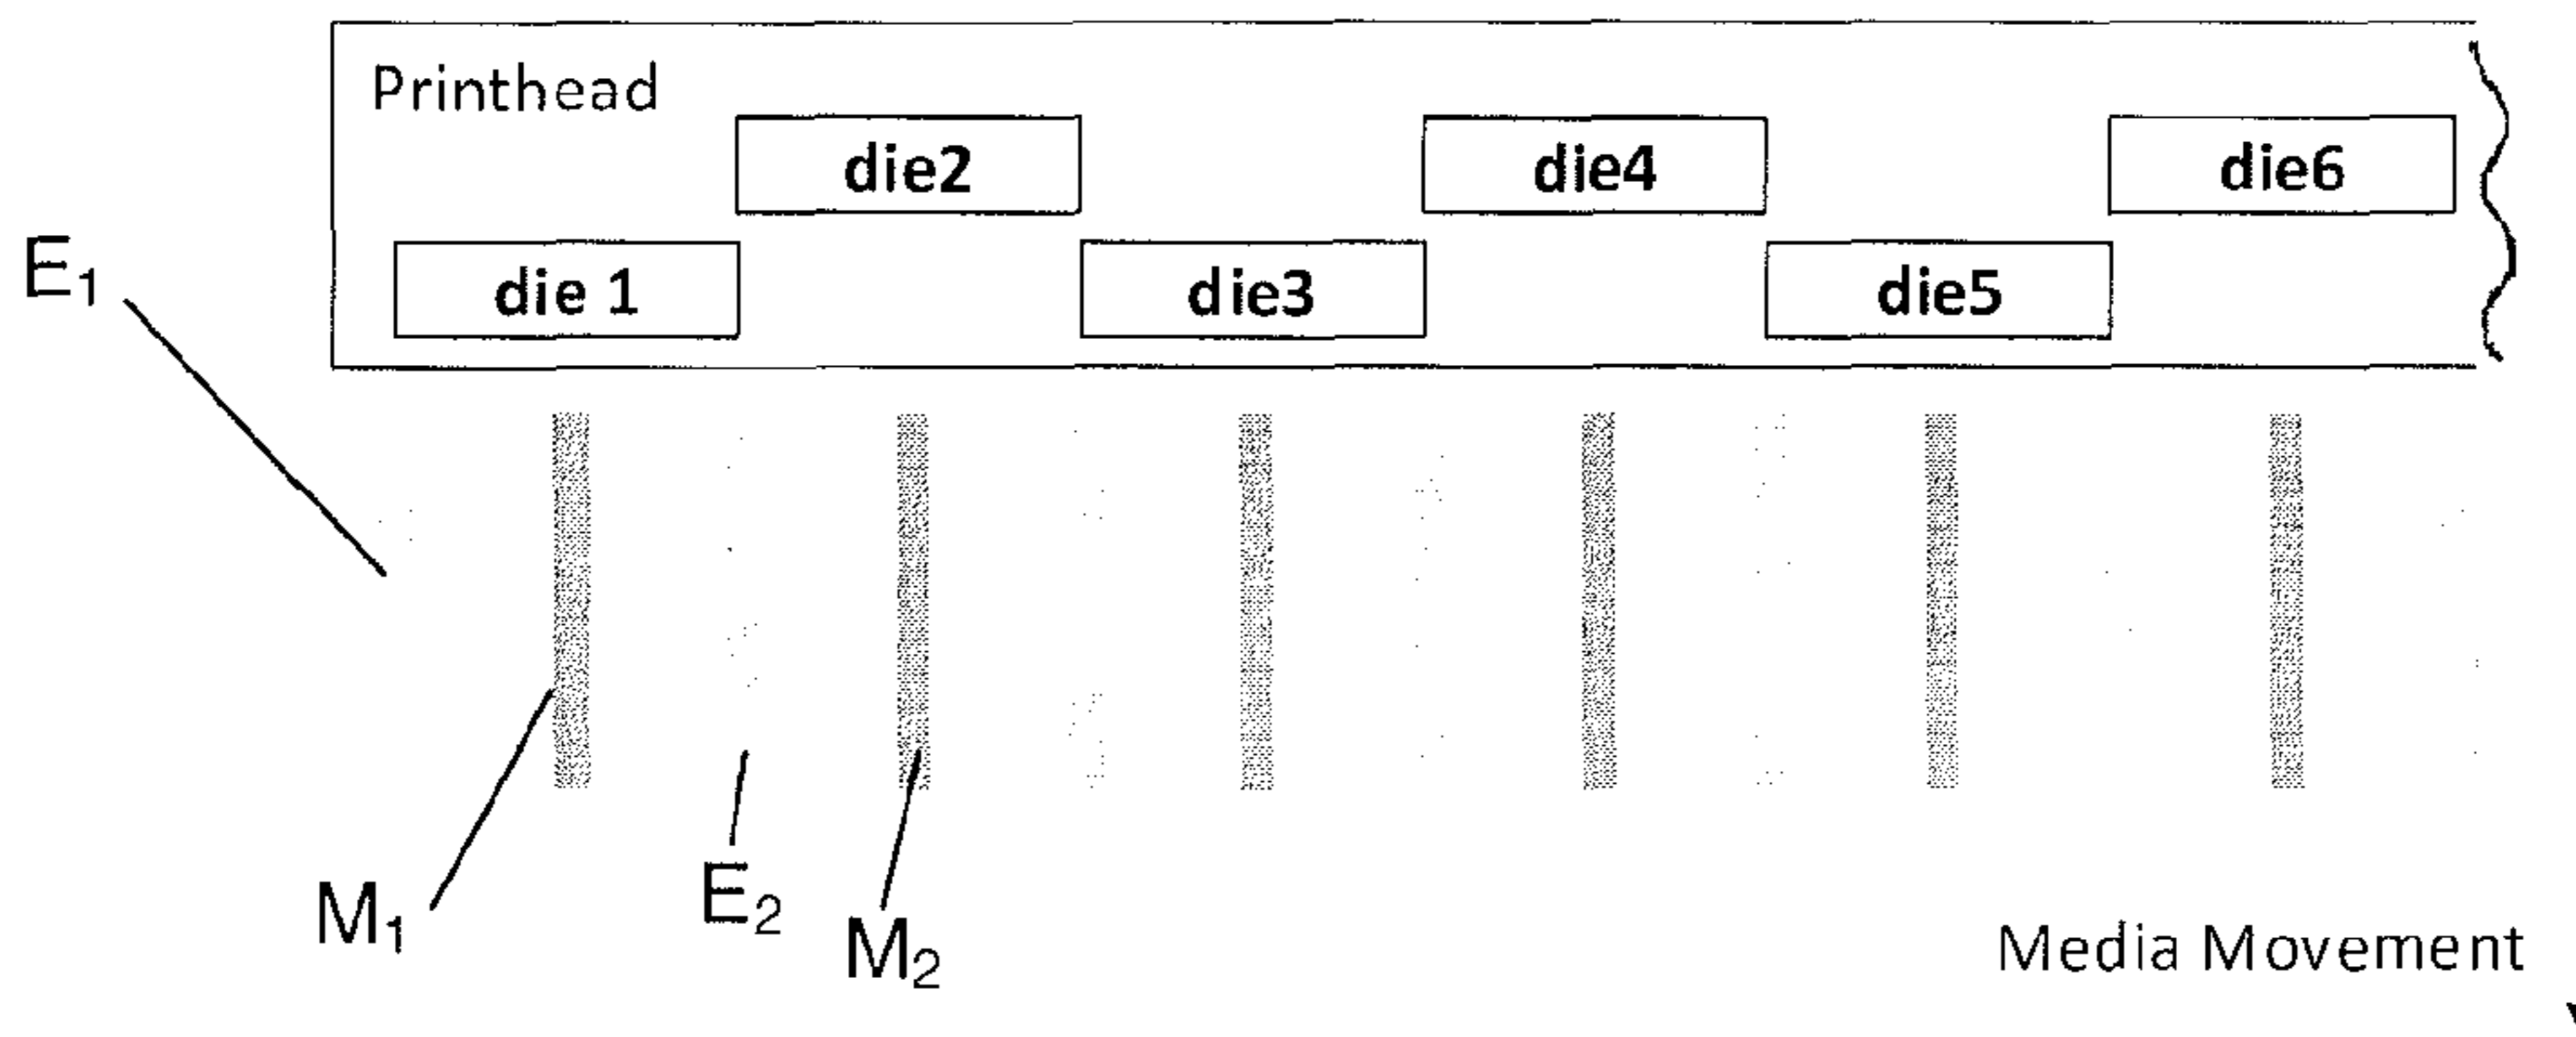 Printhead
die2 die4 die6
die 1 die3 die5
E₁
M₁
E₂
M₂
Media Movement